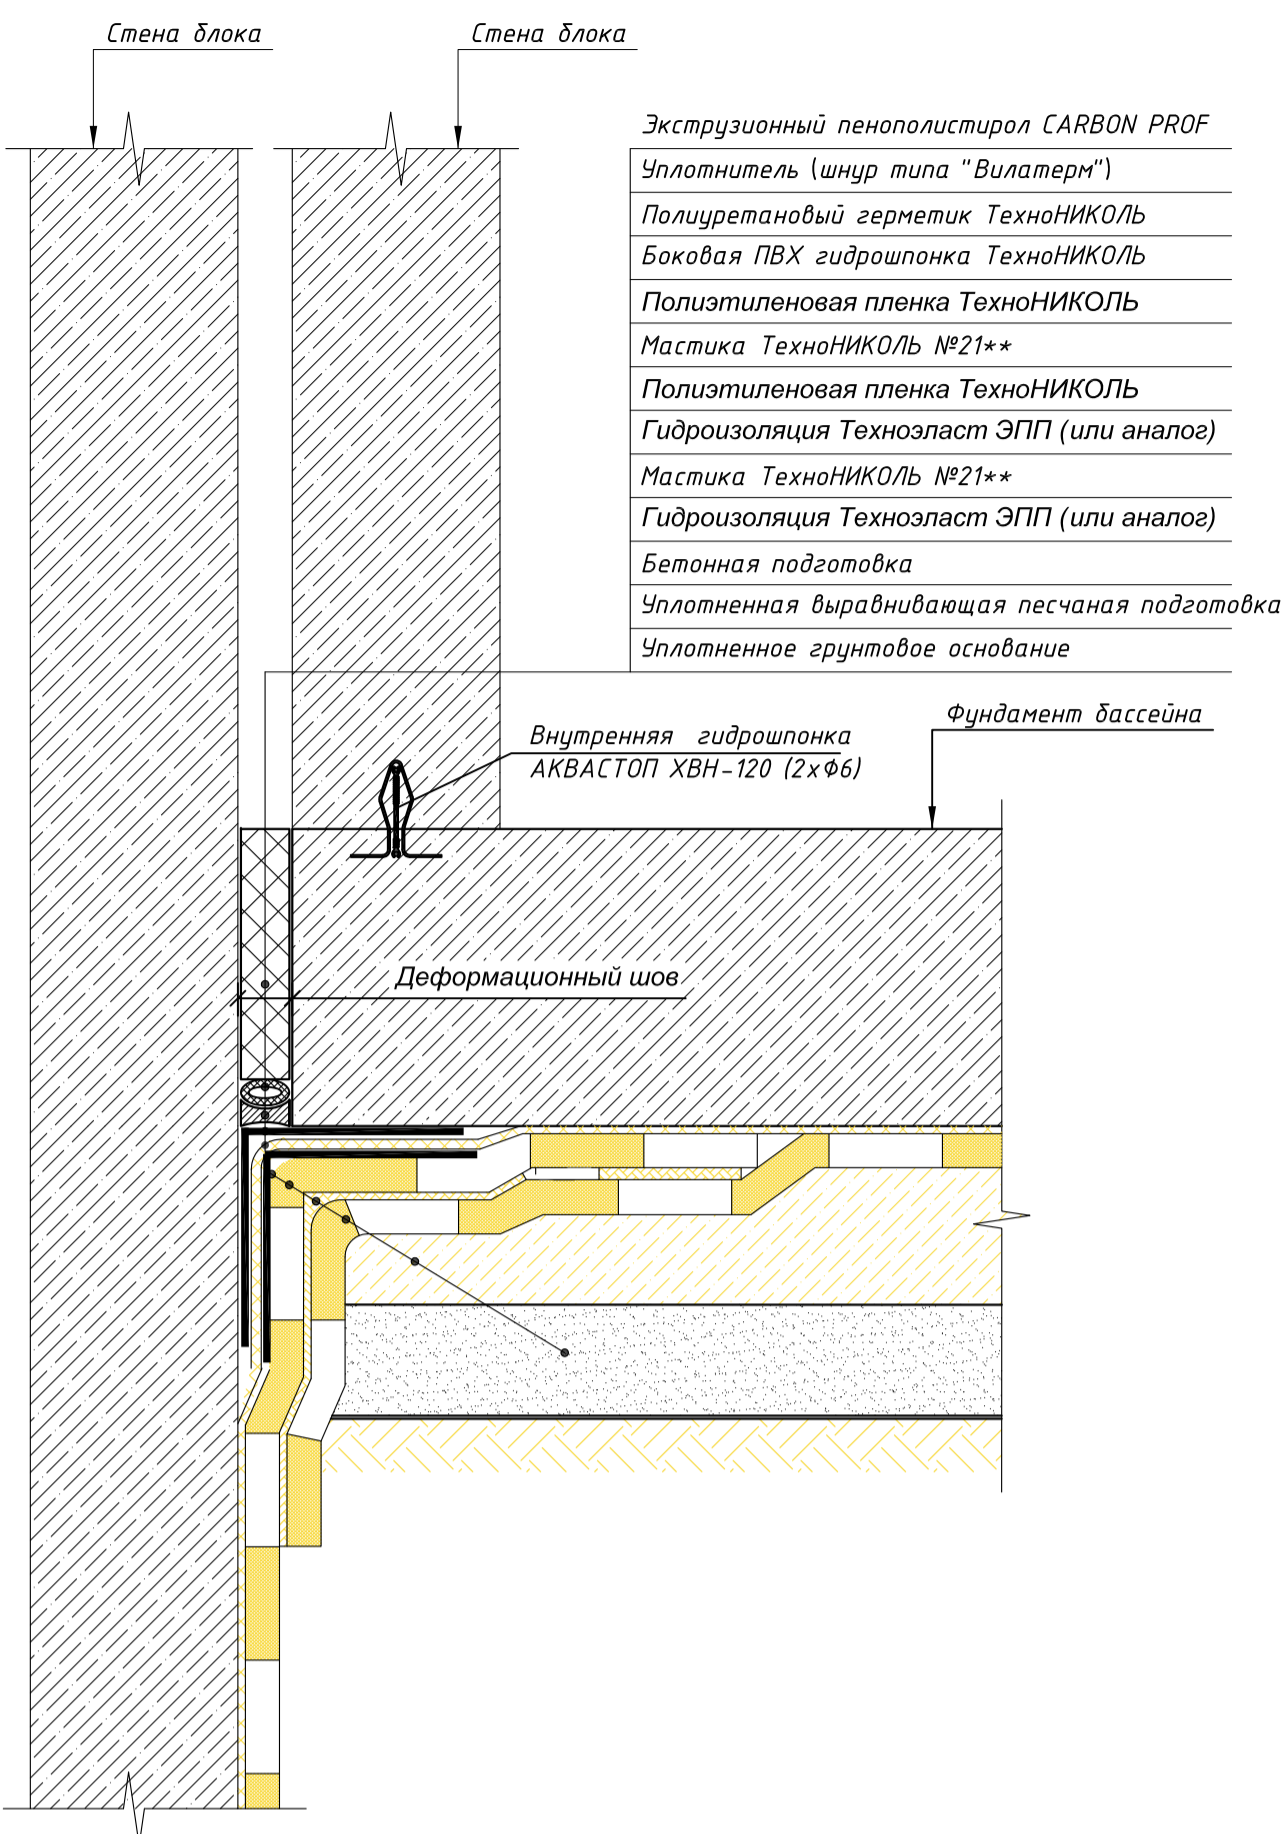 Стена блока
Стена блока
Экструзионный пенополистирол CARBON PROF
Уплотнитель (шнур типа "Вилатерм")
Полиуретановый герметик ТехноНИКОЛЬ
Боковая ПВХ гидрошпонка ТехноНИКОЛЬ
Полиэтиленовая пленка ТехноНИКОЛЬ
Мастика ТехноНИКОЛЬ №21**
Полиэтиленовая пленка ТехноНИКОЛЬ
Гидроизоляция Техноэласт ЭПП (или аналог)
Мастика ТехноНИКОЛЬ №21**
Гидроизоляция Техноэласт ЭПП (или аналог)
Бетонная подготовка
Уплотненная выравнивающая песчаная подготовка
Уплотненное грунтовое основание
Фундамент бассейна
Внутренняя гидрошпонка
АКВАСТОП ХВН-120 (2хФ6)
Деформационный шов